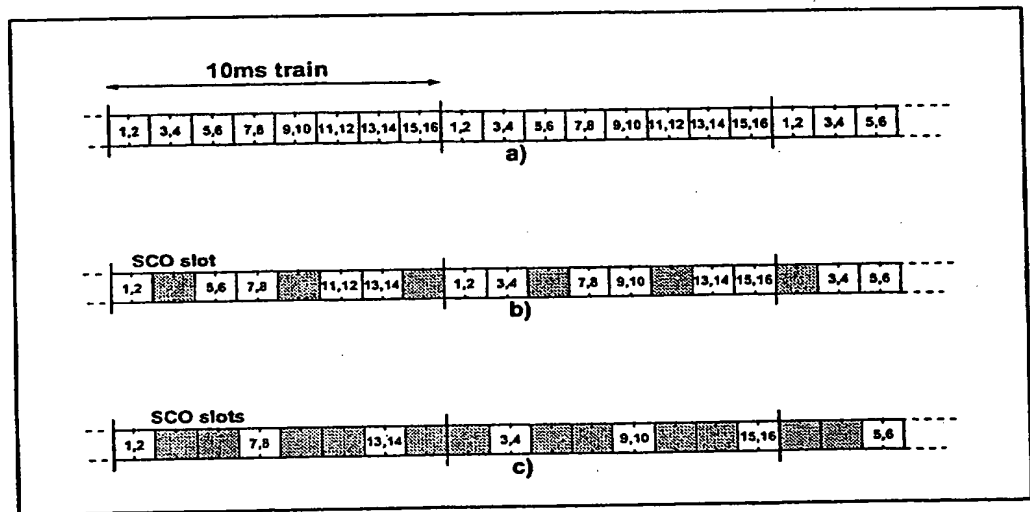 10ms train
1,2 3,4 5,6 7,8 9,10 11,12 13,14 15,16 1,2 3,4 5,6 7,8 9,10 11,12 13,14 15,16 1,2 3,4 5,6
a)
SCO slot
1,2 5,6 7,8 11,12 13,14 1,2 3,4 7,8 9,10 13,14 15,16 3,4 5,6
b)
SCO slots
1,2 7,8 13,14 3,4 9,10 15,16 5,6
c)